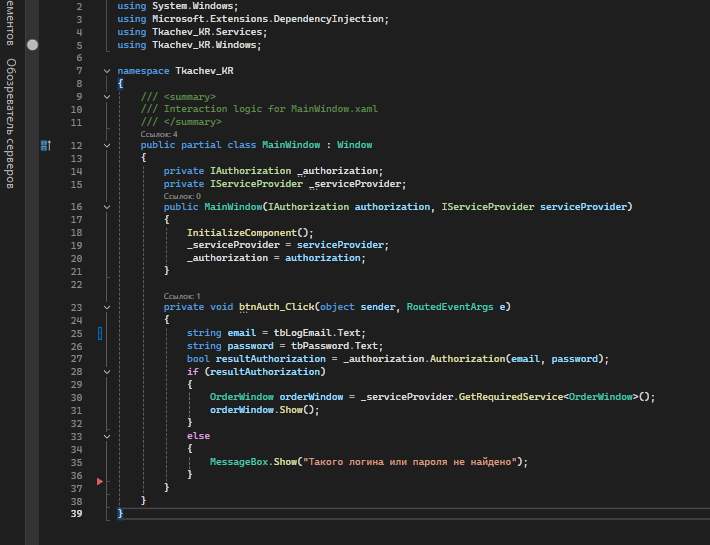 ементов
Обозреватель серверов
2 using System.Windows;
3 using Microsoft.Extensions.DependencyInjection;
4 using Tkachev_KR.Services;
5 using Tkachev_KR.Windows;
6
7 namespace Tkachev_KR
8 {
9 /// <summary>
10 /// Interaction logic for MainWindow.xaml
11 /// </summary>
Ссылок: 4
12 public partial class MainWindow : Window
13 {
14 private IAuthorization _authorization;
15 private IServiceProvider _serviceProvider;
Ссылок: 0
16 public MainWindow(IAuthorization authorization, IServiceProvider serviceProvider)
17 {
18 InitializeComponent();
19 _serviceProvider = serviceProvider;
20 _authorization = authorization;
21 }
22
Ссылок: 1
23 private void btnAuth_Click(object sender, RoutedEventArgs e)
24 {
25 string email = tbLogEmail.Text;
26 string password = tbPassword.Text;
27 bool resultAuthorization = _authorization.Authorization(email, password);
28 if (resultAuthorization)
29 {
30 OrderWindow orderWindow = _serviceProvider.GetRequiredService<OrderWindow>();
31 orderWindow.Show();
32 }
33 else
34 {
35 MessageBox.Show("Такого логина или пароля не найдено");
36 }
37 }
38 }
39 }